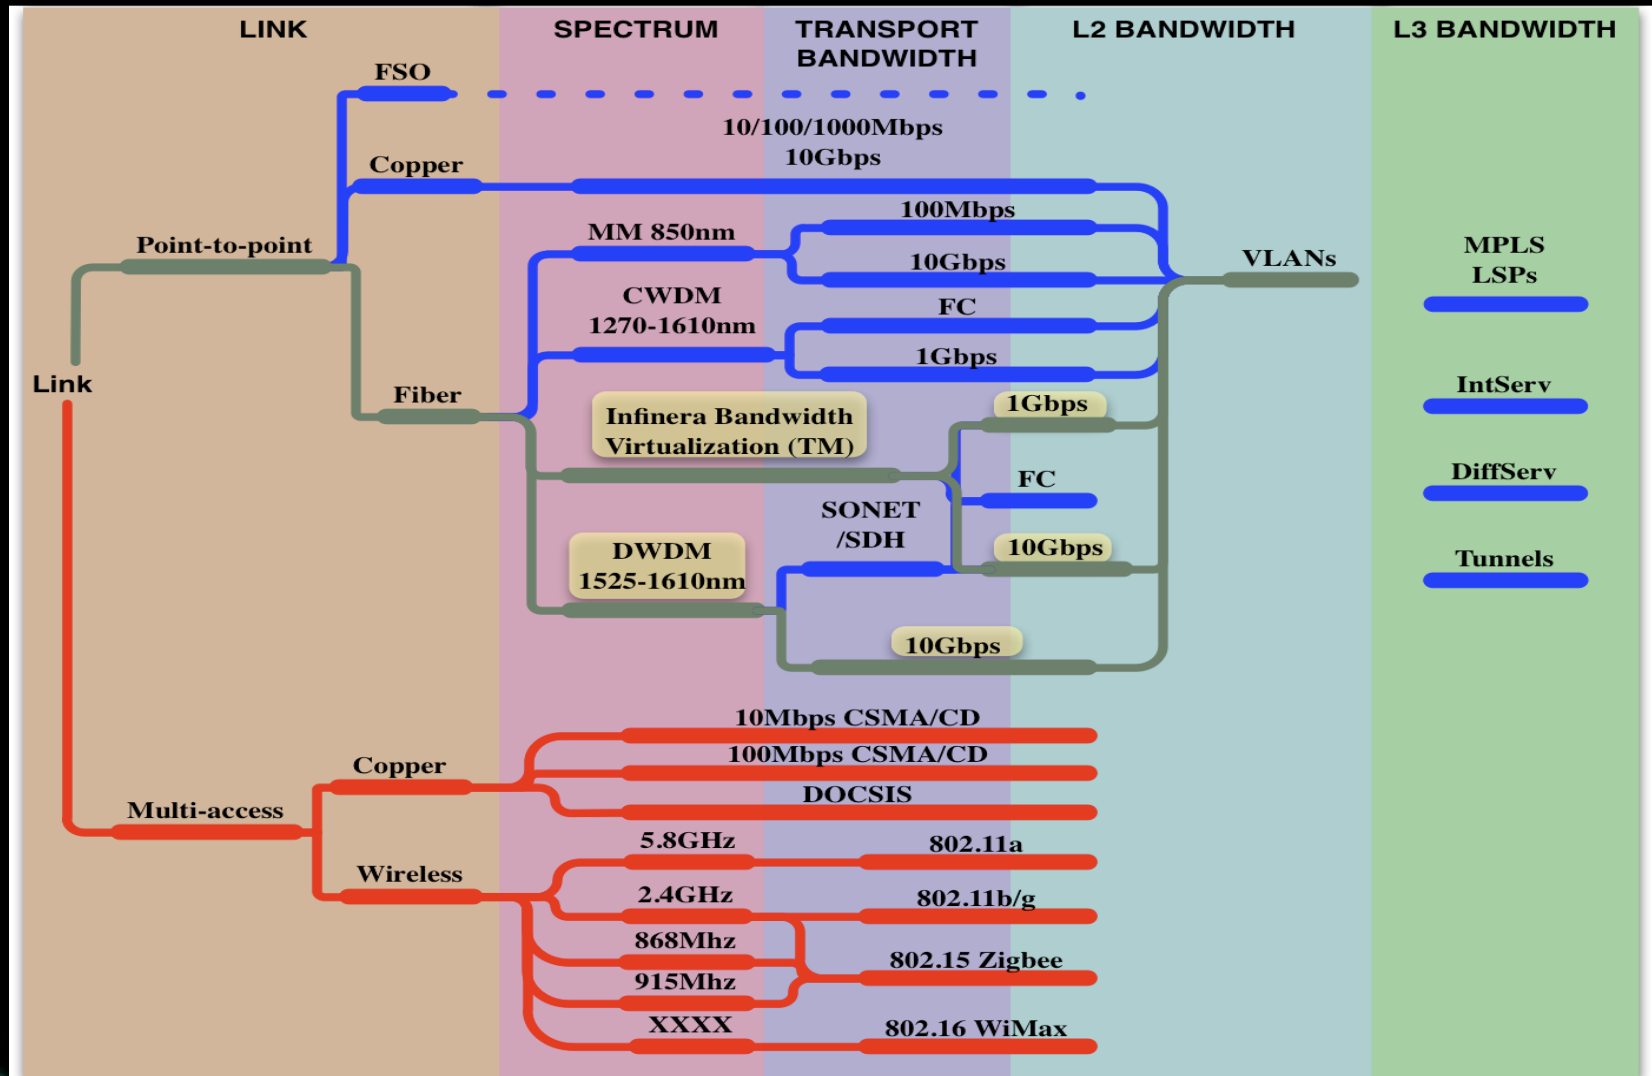 LINK
SPECTRUM
TRANSPORT
BANDWIDTH
L2 BANDWIDTH
L3 BANDWIDTH
FSO
10/100/1000Mbps
10Gbps
Copper
100Mbps
MM 850nm
Point-to-point
10Gbps
VLANs
MPLS
LSPs
CWDM
1270-1610nm
FC
1Gbps
Link
Fiber
IntServ
Infinera Bandwidth
Virtualization (TM)
1Gbps
FC
DiffServ
SONET
/SDH
DWDM
1525-1610nm
10Gbps
Tunnels
10Gbps
10Mbps CSMA/CD
100Mbps CSMA/CD
Copper
DOCSIS
Multi-access
5.8GHz
802.11a
Wireless
2.4GHz
802.11b/g
868Mhz
802.15 Zigbee
915Mhz
XXXX
802.16 WiMax